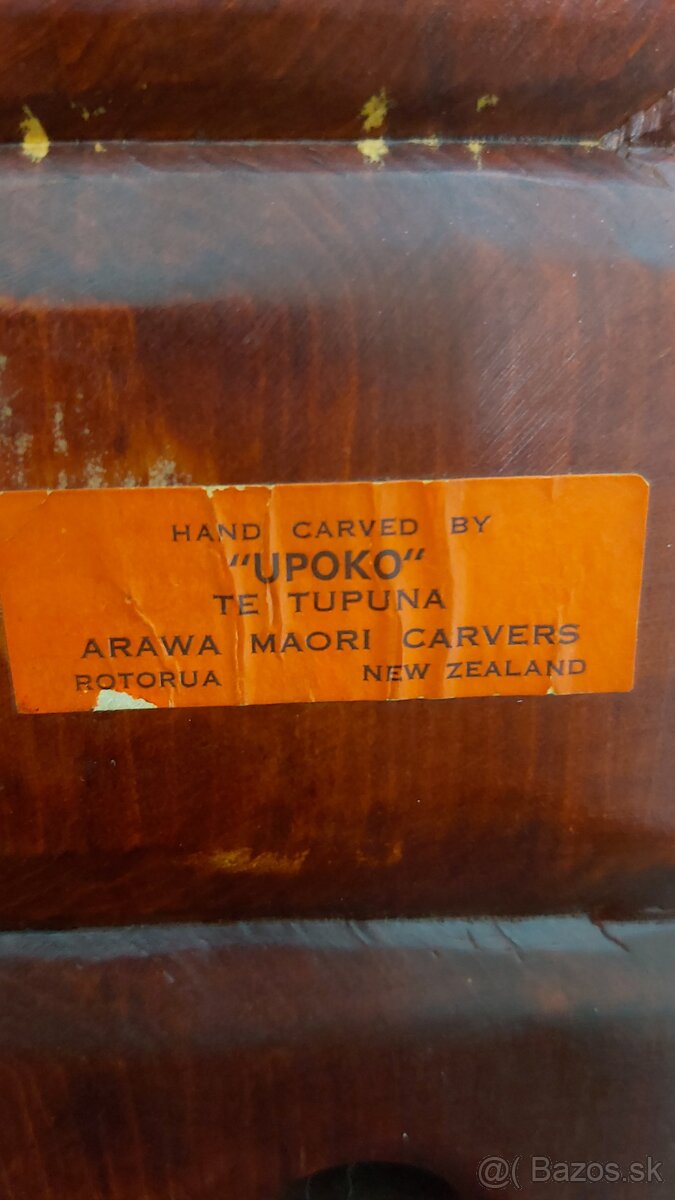 HAND CARVED BY
"UPOKO"
TE TUPUNA
ARAWA MAORI CARVERS
ROTORUA NEW ZEALAND
@( Bazos.sk